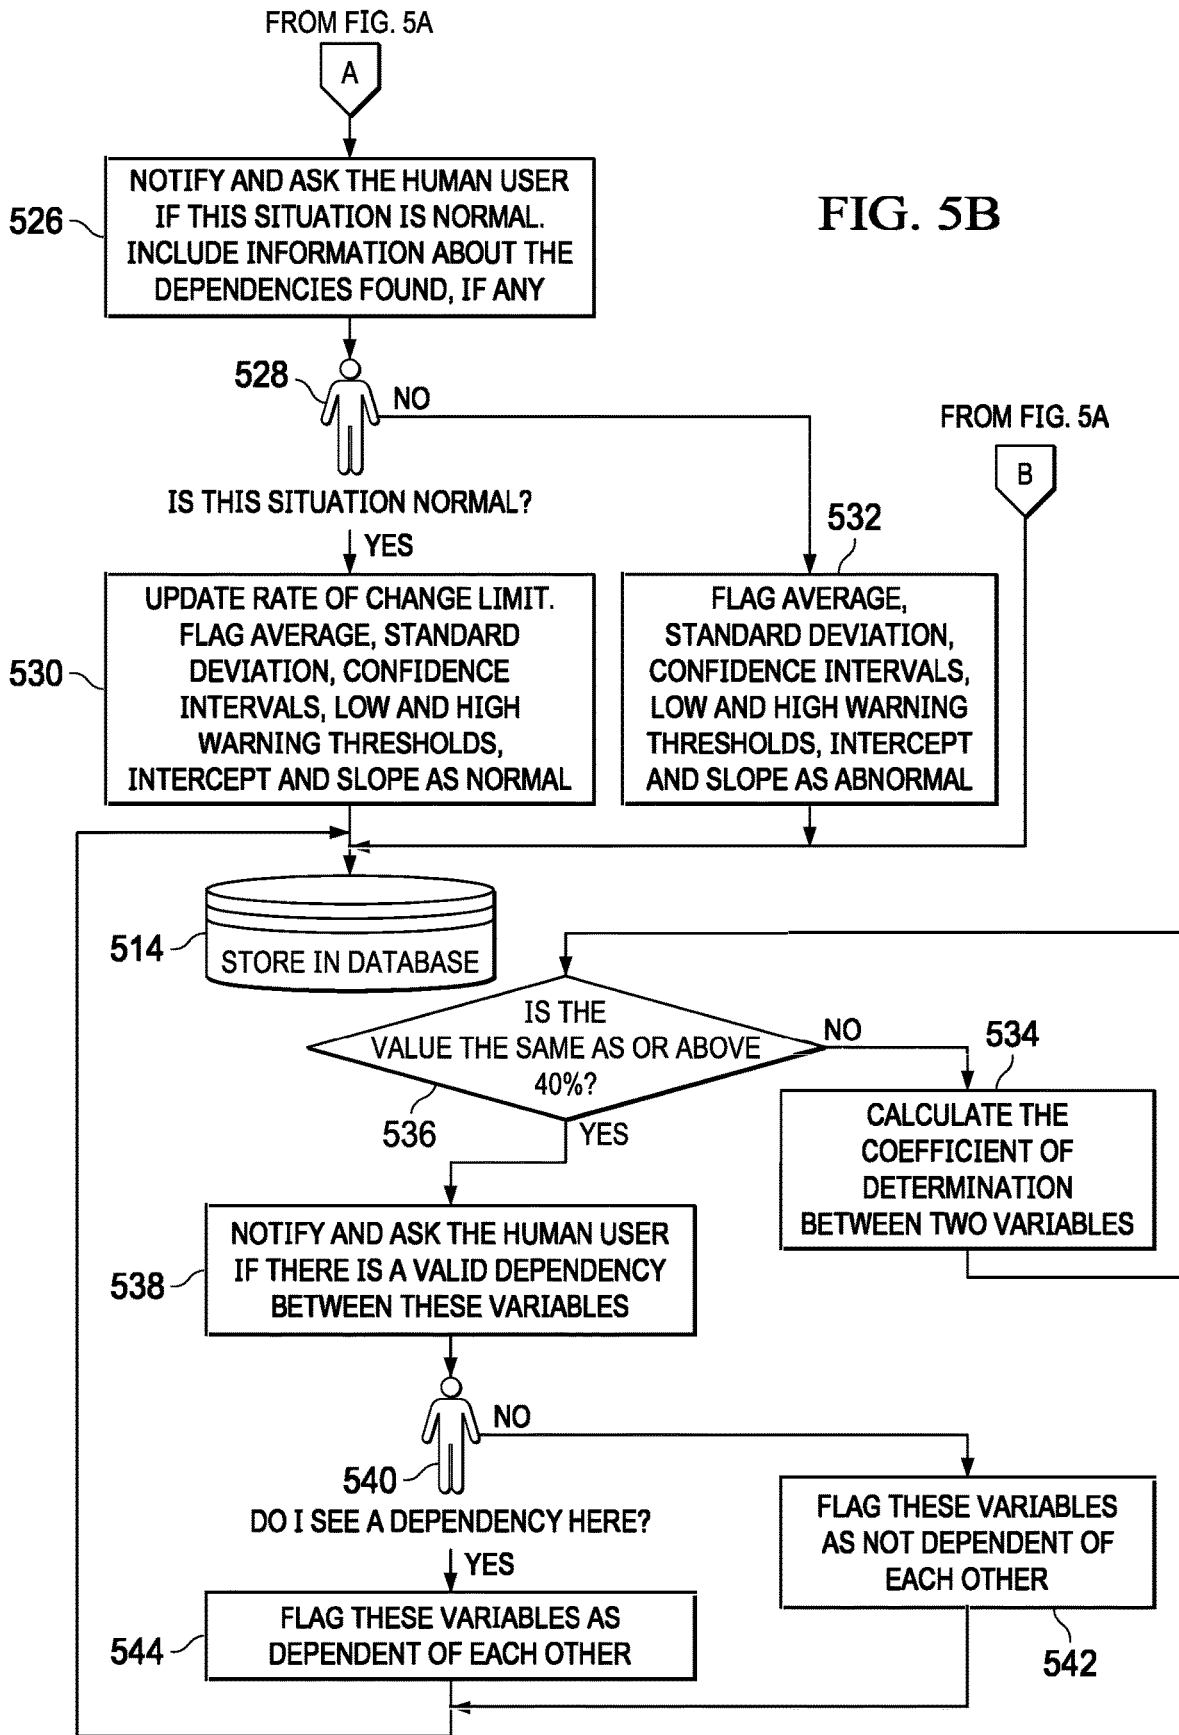 FROM FIG. 5A
A
NOTIFY AND ASK THE HUMAN USER
IF THIS SITUATION IS NORMAL.
INCLUDE INFORMATION ABOUT THE
DEPENDENCIES FOUND, IF ANY
526
FIG. 5B
528
NO
IS THIS SITUATION NORMAL?
YES
FROM FIG. 5A
B
532
UPDATE RATE OF CHANGE LIMIT.
FLAG AVERAGE, STANDARD
DEVIATION, CONFIDENCE
INTERVALS, LOW AND HIGH
WARNING THRESHOLDS,
INTERCEPT AND SLOPE AS NORMAL
530
FLAG AVERAGE,
STANDARD DEVIATION,
CONFIDENCE INTERVALS,
LOW AND HIGH WARNING
THRESHOLDS, INTERCEPT
AND SLOPE AS ABNORMAL
514
STORE IN DATABASE
IS THE
VALUE THE SAME AS OR ABOVE
40%?
536
NO
YES
534
CALCULATE THE
COEFFICIENT OF
DETERMINATION
BETWEEN TWO VARIABLES
NOTIFY AND ASK THE HUMAN USER
IF THERE IS A VALID DEPENDENCY
BETWEEN THESE VARIABLES
538
NO
540
DO I SEE A DEPENDENCY HERE?
YES
FLAG THESE VARIABLES
AS NOT DEPENDENT OF
EACH OTHER
542
FLAG THESE VARIABLES AS
DEPENDENT OF EACH OTHER
544